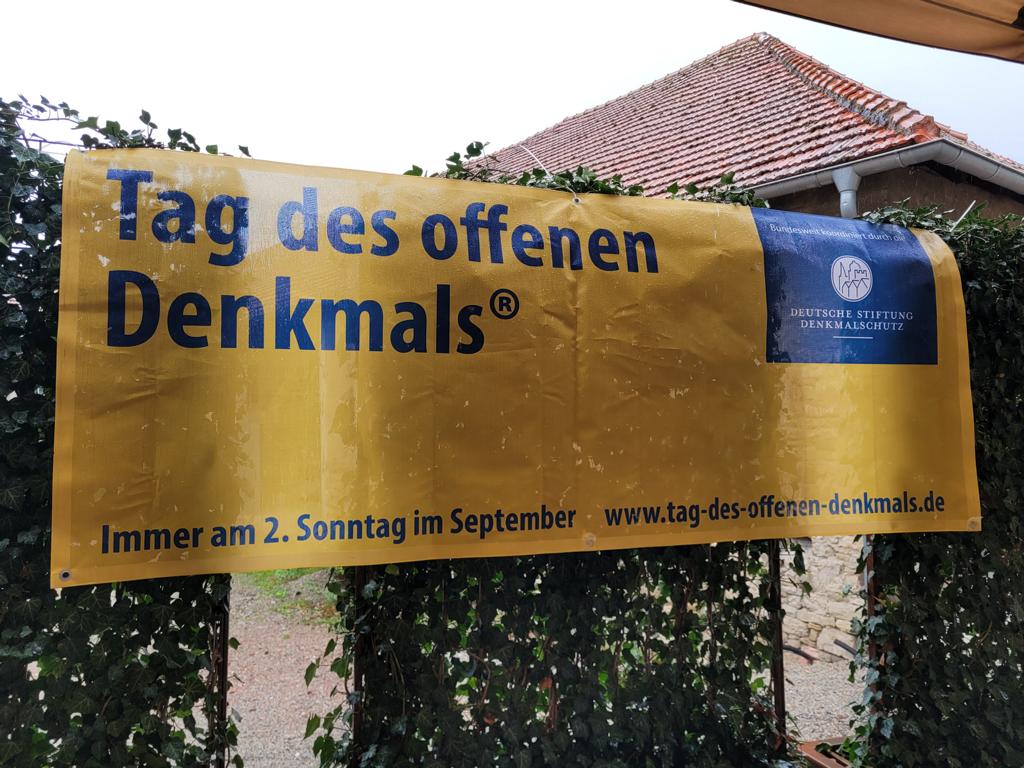 Tag des offenen
Denkmals®
Bundesweit koordiniert durch die
DEUTSCHE STIFTUNG
DENKMALSCHUTZ
Immer am 2. Sonntag im September
www.tag-des-offenen-denkmals.de